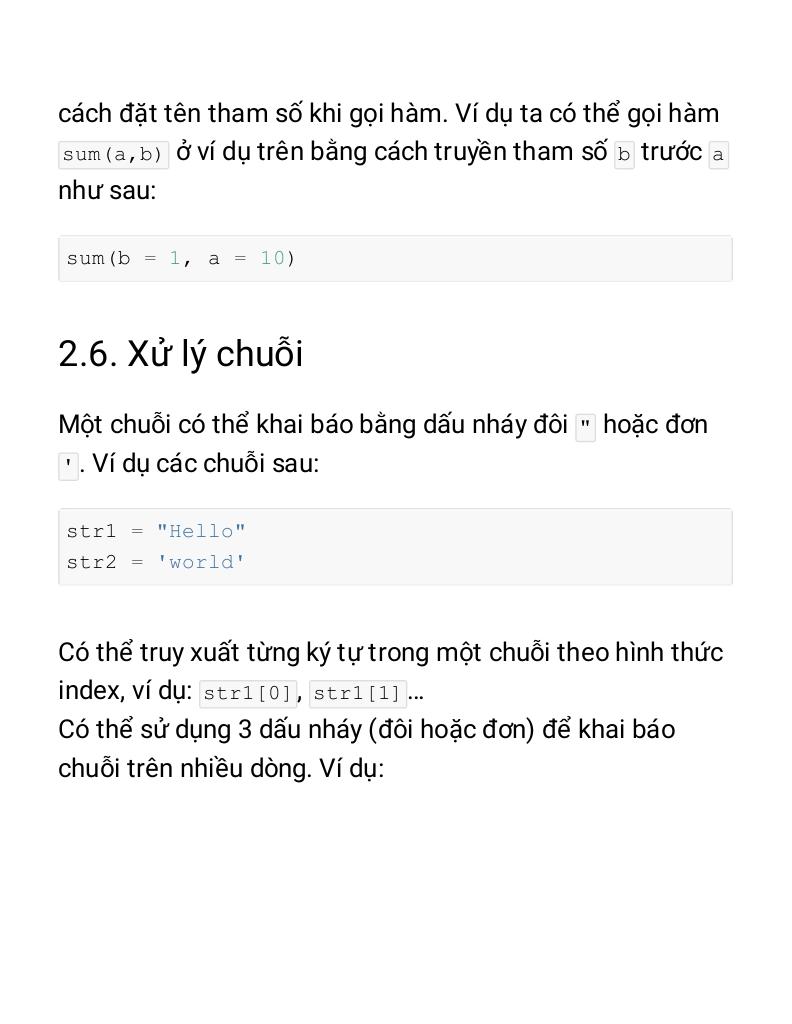 cách đặt tên tham số khi gọi hàm. Ví dụ ta có thể gọi hàm
sum(a,b) ở ví dụ trên bằng cách truyền tham số b trước a
như sau:
sum(b = 1, a = 10)
2.6. Xử lý chuỗi
Một chuỗi có thể khai báo bằng dấu nháy đôi " hoặc đơn
'. Ví dụ các chuỗi sau:
str1 = "Hello"
str2 = 'world'
Có thể truy xuất từng ký tự trong một chuỗi theo hình thức
index, ví dụ: str1[0], str1[1]...
Có thể sử dụng 3 dấu nháy (đôi hoặc đơn) để khai báo
chuỗi trên nhiều dòng. Ví dụ: